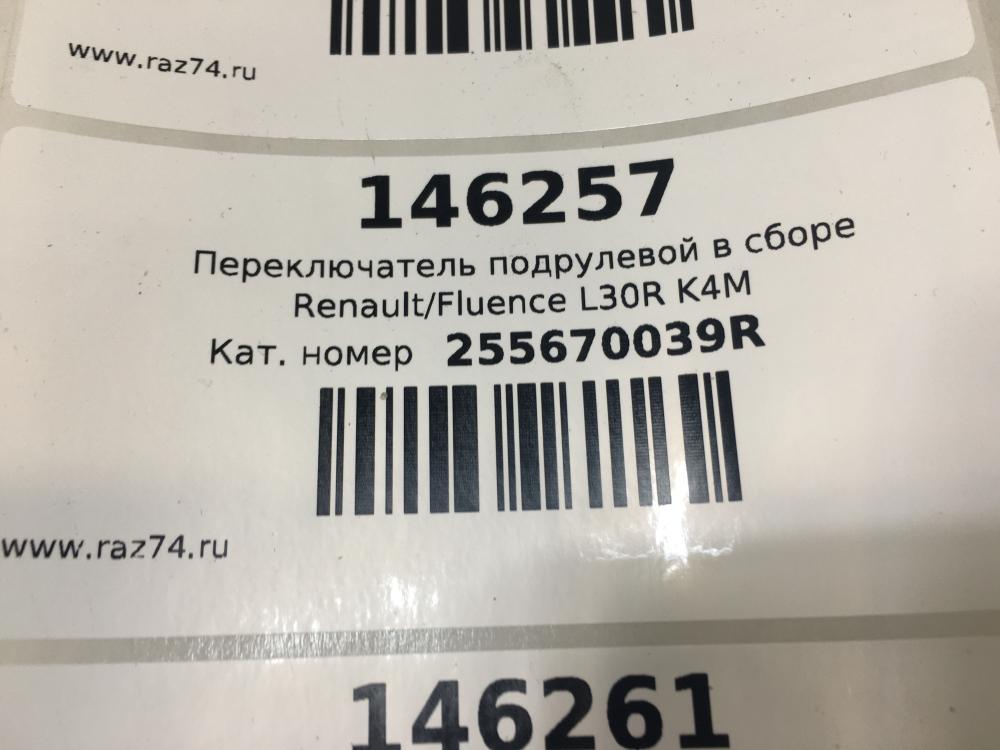 www.raz74.ru
146257
Переключатель подрулевой в сборе
Renault/Fluence L30R K4M
Кат. номер 255670039R
www.raz74.ru
146261